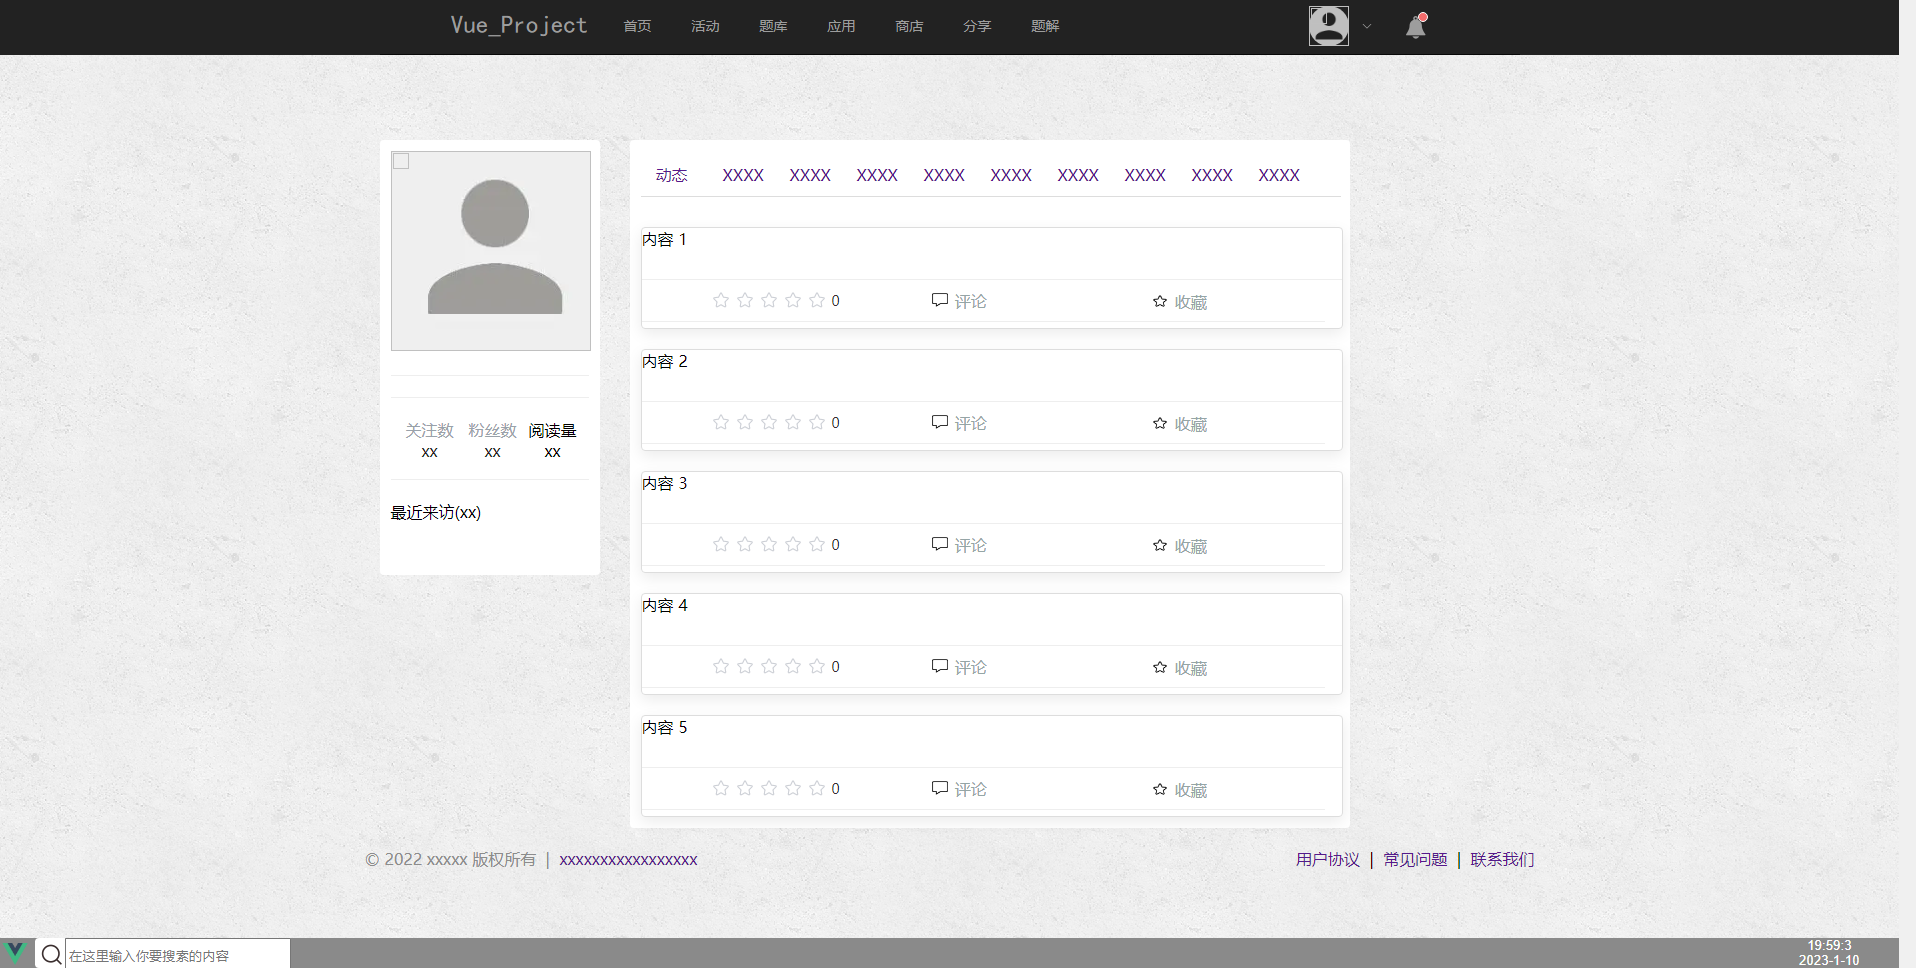 Vue_Project 首页 活动 题库 应用 商店 分享 题解
关注数 粉丝数 阅读量
xx xx xx
最近来访(xx)
动态 XXXX XXXX XXXX XXXX XXXX XXXX XXXX XXXX XXXX
内容 1
0 评论 收藏
内容 2
0 评论 收藏
内容 3
0 评论 收藏
内容 4
0 评论 收藏
内容 5
0 评论 收藏
© 2022 xxxxx 版权所有 | xxxxxxxxxxxxxxxxx 用户协议 | 常见问题 | 联系我们
在这里输入你要搜索的内容
19:59:3
2023-1-10